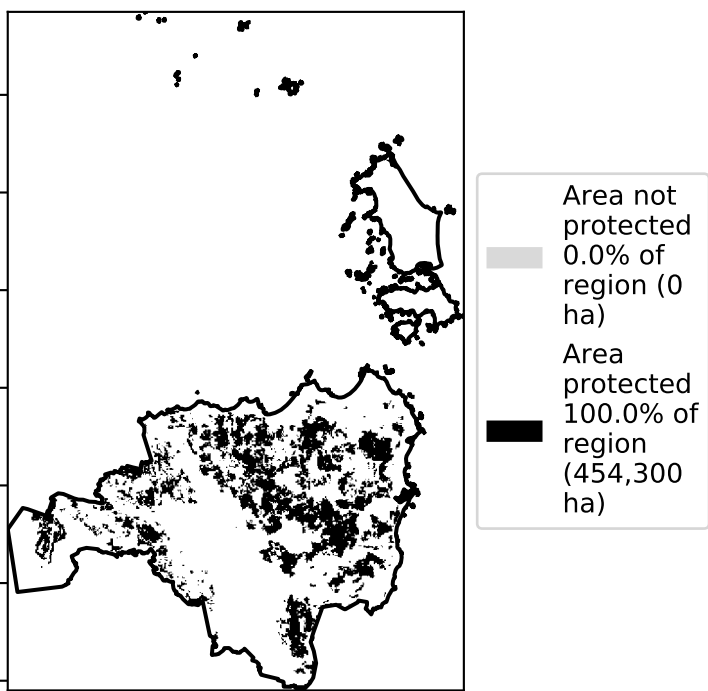 Area not
protected
0.0% of
region (0
ha)
Area
protected
100.0% of
region
(454,300
ha)